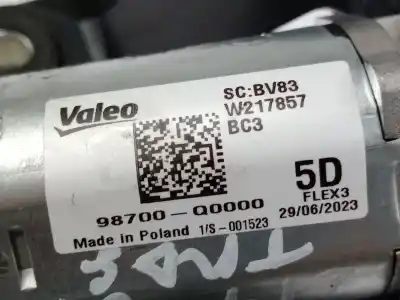 Valeo
SC:BV83
W217857
BC3
5D
FLEX3
98700-Q0000
29/06/2023
Made in Poland 1/S-001523